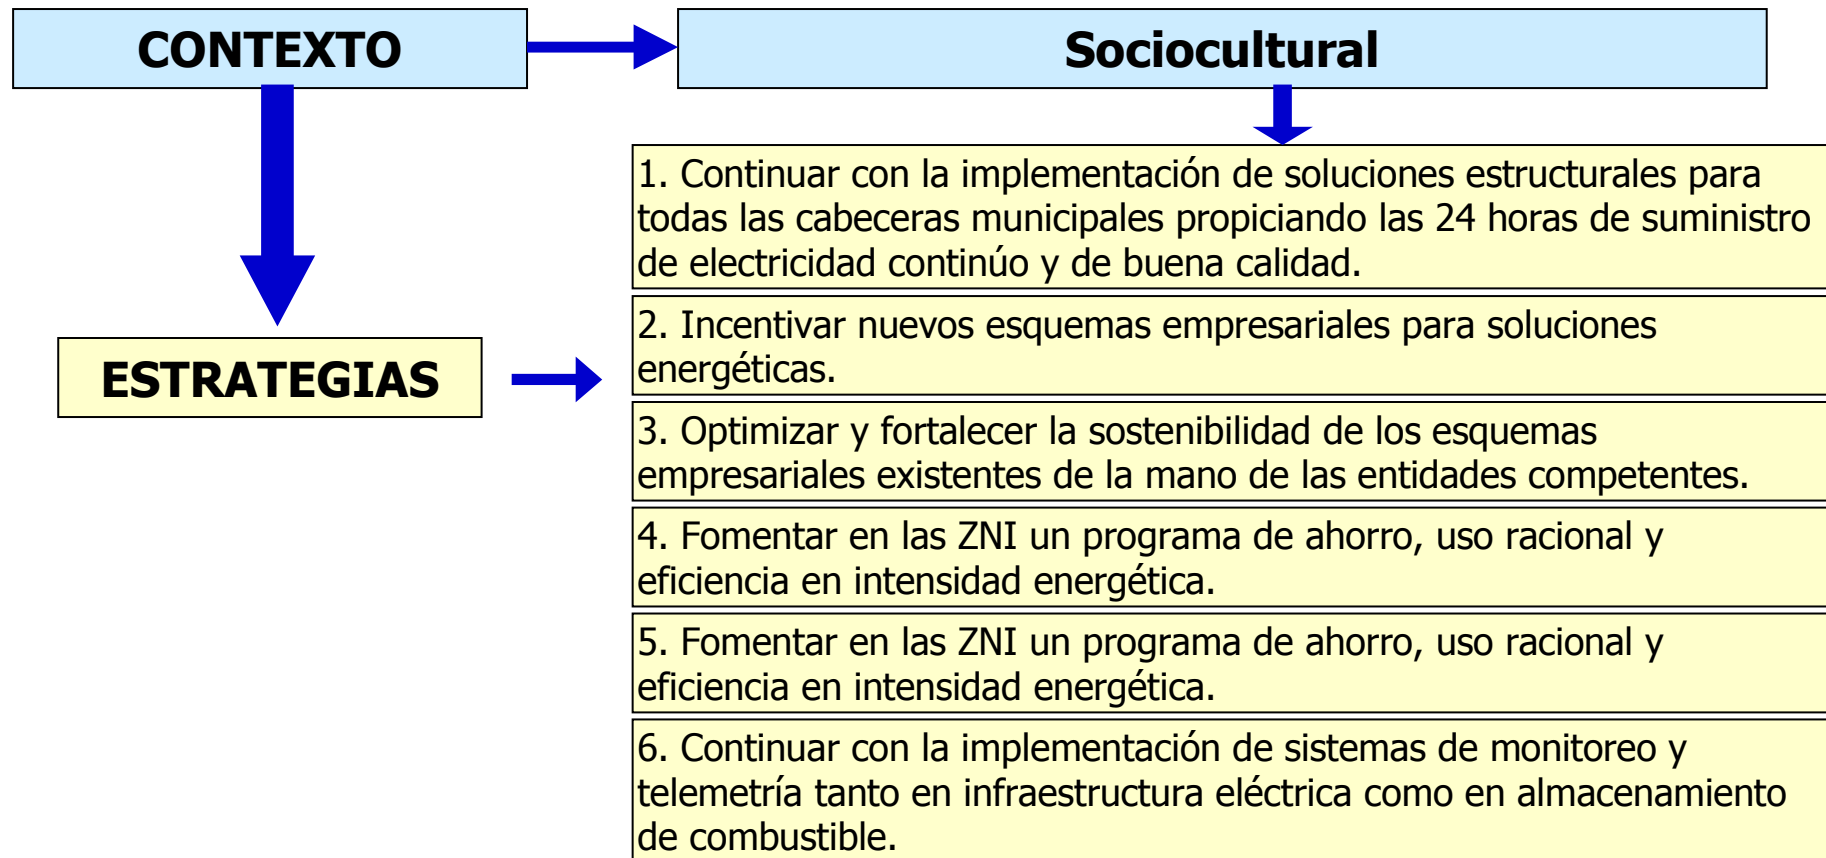 CONTEXTO
Sociocultural
ESTRATEGIAS
1. Continuar con la implementación de soluciones estructurales para
todas las cabeceras municipales propiciando las 24 horas de suministro
de electricidad continúo y de buena calidad.
2. Incentivar nuevos esquemas empresariales para soluciones
energéticas.
3. Optimizar y fortalecer la sostenibilidad de los esquemas
empresariales existentes de la mano de las entidades competentes.
4. Fomentar en las ZNI un programa de ahorro, uso racional y
eficiencia en intensidad energética.
5. Fomentar en las ZNI un programa de ahorro, uso racional y
eficiencia en intensidad energética.
6. Continuar con la implementación de sistemas de monitoreo y
telemetría tanto en infraestructura eléctrica como en almacenamiento
de combustible.